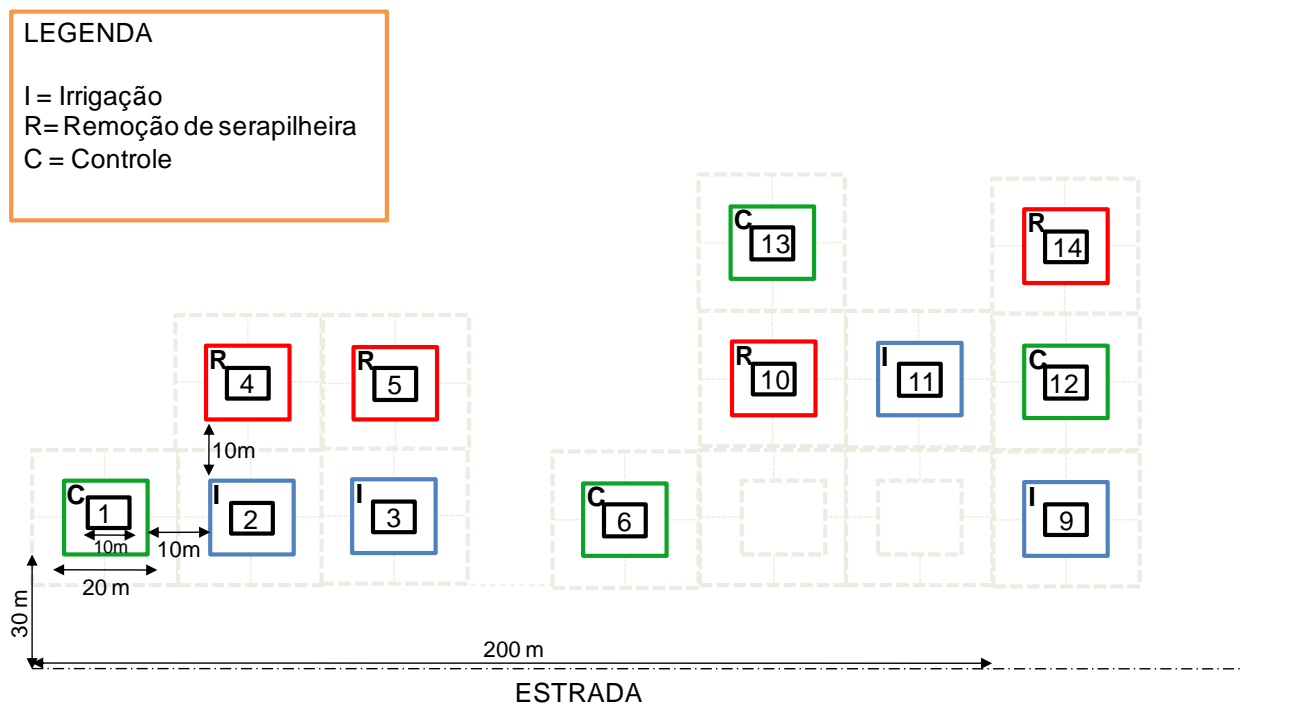 LEGENDA
I = Irrigação
R= Remoção de serapilheira
C = Controle
C
13
R
14
R
4
R
5
R
10
I
11
C
12
10m
C
1
10m
I
2
I
3
C
6
I
9
10m
20 m
30 m
200 m
ESTRADA